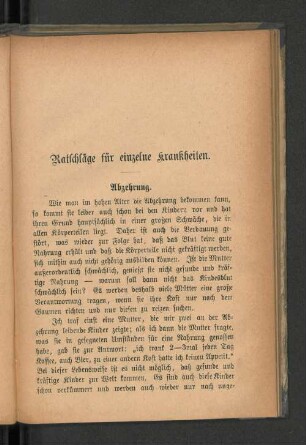 Ratschläge für einzelne Krankheiten.
Abzehrung.
Wie man im hohen Alter die Abzehrung bekommen kann,
so kommt sie leider auch schon bei den Kindern vor und hat
ihren Grund hauptsächlich in einer großen Schwäche, die in
allen Körperteilen liegt. Daher ist auch die Verdauung ge-
stört, was wieder zur Folge hat, daß das Blut keine gute
Nahrung erhält und daß die Körperteile nicht gekräftigt werden,
sich mithin auch nicht gehörig ausbilden können. Ist die Mutter
außerordentlich schwächlich, genießt sie nicht gesunde und kräf-
tige Nahrung — warum soll dann nicht das Kindesblut
schwächlich sein? Es werden deshalb viele Mütter eine große
Verantwortung tragen, wenn sie ihre Kost nur nach dem
Gaumen richten und nur diesen zu reizen suchen.
Ich traf einst eine Mutter, die mir zwei an der Ab-
zehrung leidende Kinder zeigte; als ich dann die Mutter fragte,
was sie in gesegneten Umständen für eine Nahrung genossen
hatte, gab sie zur Antwort: „ich trank 2—3mal jeden Tag
Kaffee, auch Bier, zu einer andern Kost hatte ich keinen Appetit.“
Bei dieser Lebensweise ist es nicht möglich, daß gesunde und
kräftige Kinder zur Welt kommen. Es sind auch diese Kinder
schon verkümmert und werden auch wieder nur noch ange-